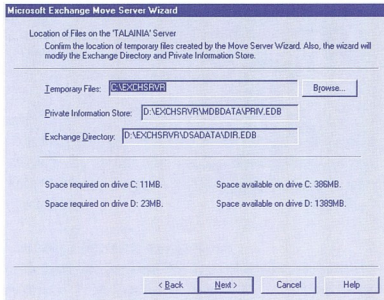 Microsoft Exchange Move Server Wizard
Location of Files on the 'TALAINIA' Server
Confirm the location of temporary files created by the Move Server Wizard. Also, the wizard will
modify the Exchange Directory and Private Information Store.
Temporary Files: C:\EXCHSRVR Browse...
Private Information Store: D:\EXCHSRVR\MDBDATA\PRIV.EDB
Exchange Directory: D:\EXCHSRVR\DSADATA\DIR.EDB
Space required on drive C: 11MB. Space available on drive C: 386MB.
Space required on drive D: 23MB. Space available on drive D: 1389MB.
< Back Next > Cancel Help